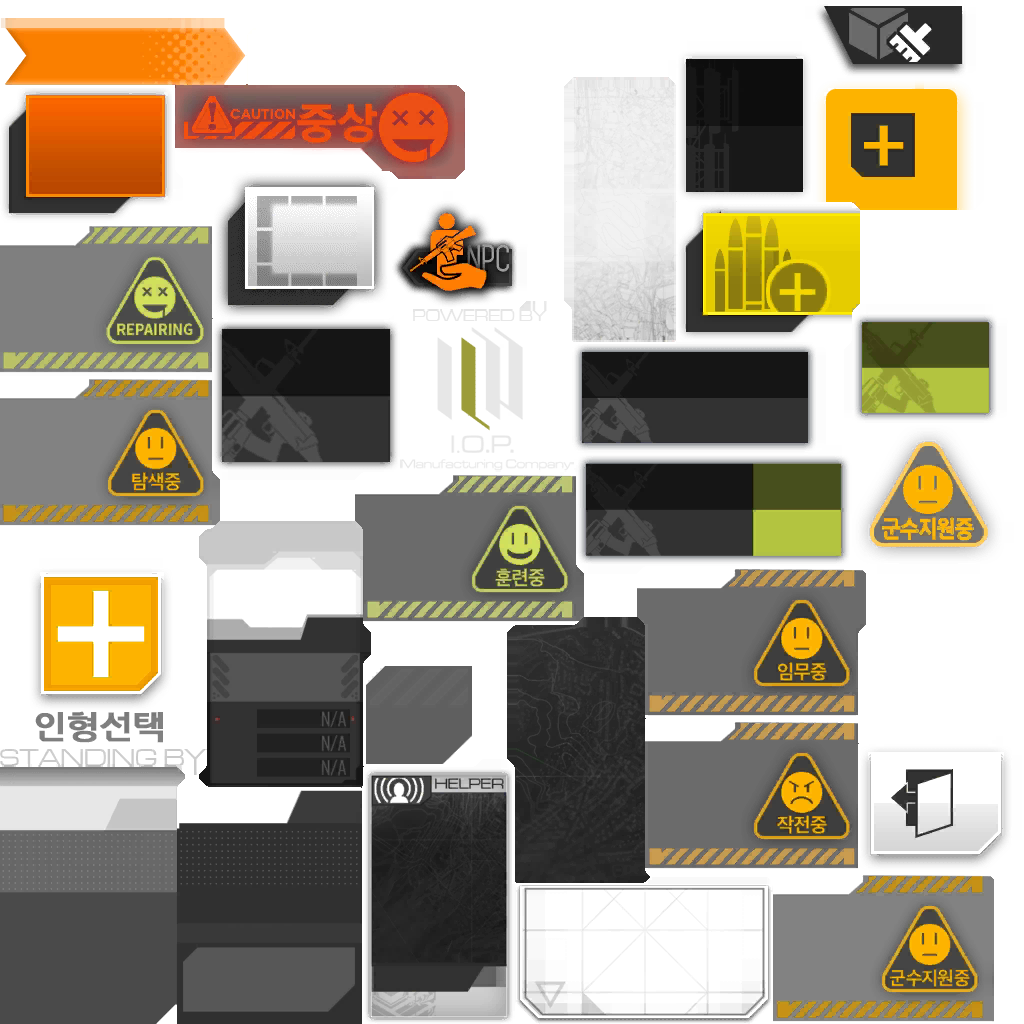 CAUTION
중상
NPC
REPAIRING
POWERED BY
I.O.P.
Manufacturing Company
탐색중
훈련중
군수지원중
임무중
인형선택
STANDING BY
N/A
N/A
N/A
HELPER
작전중
군수지원중